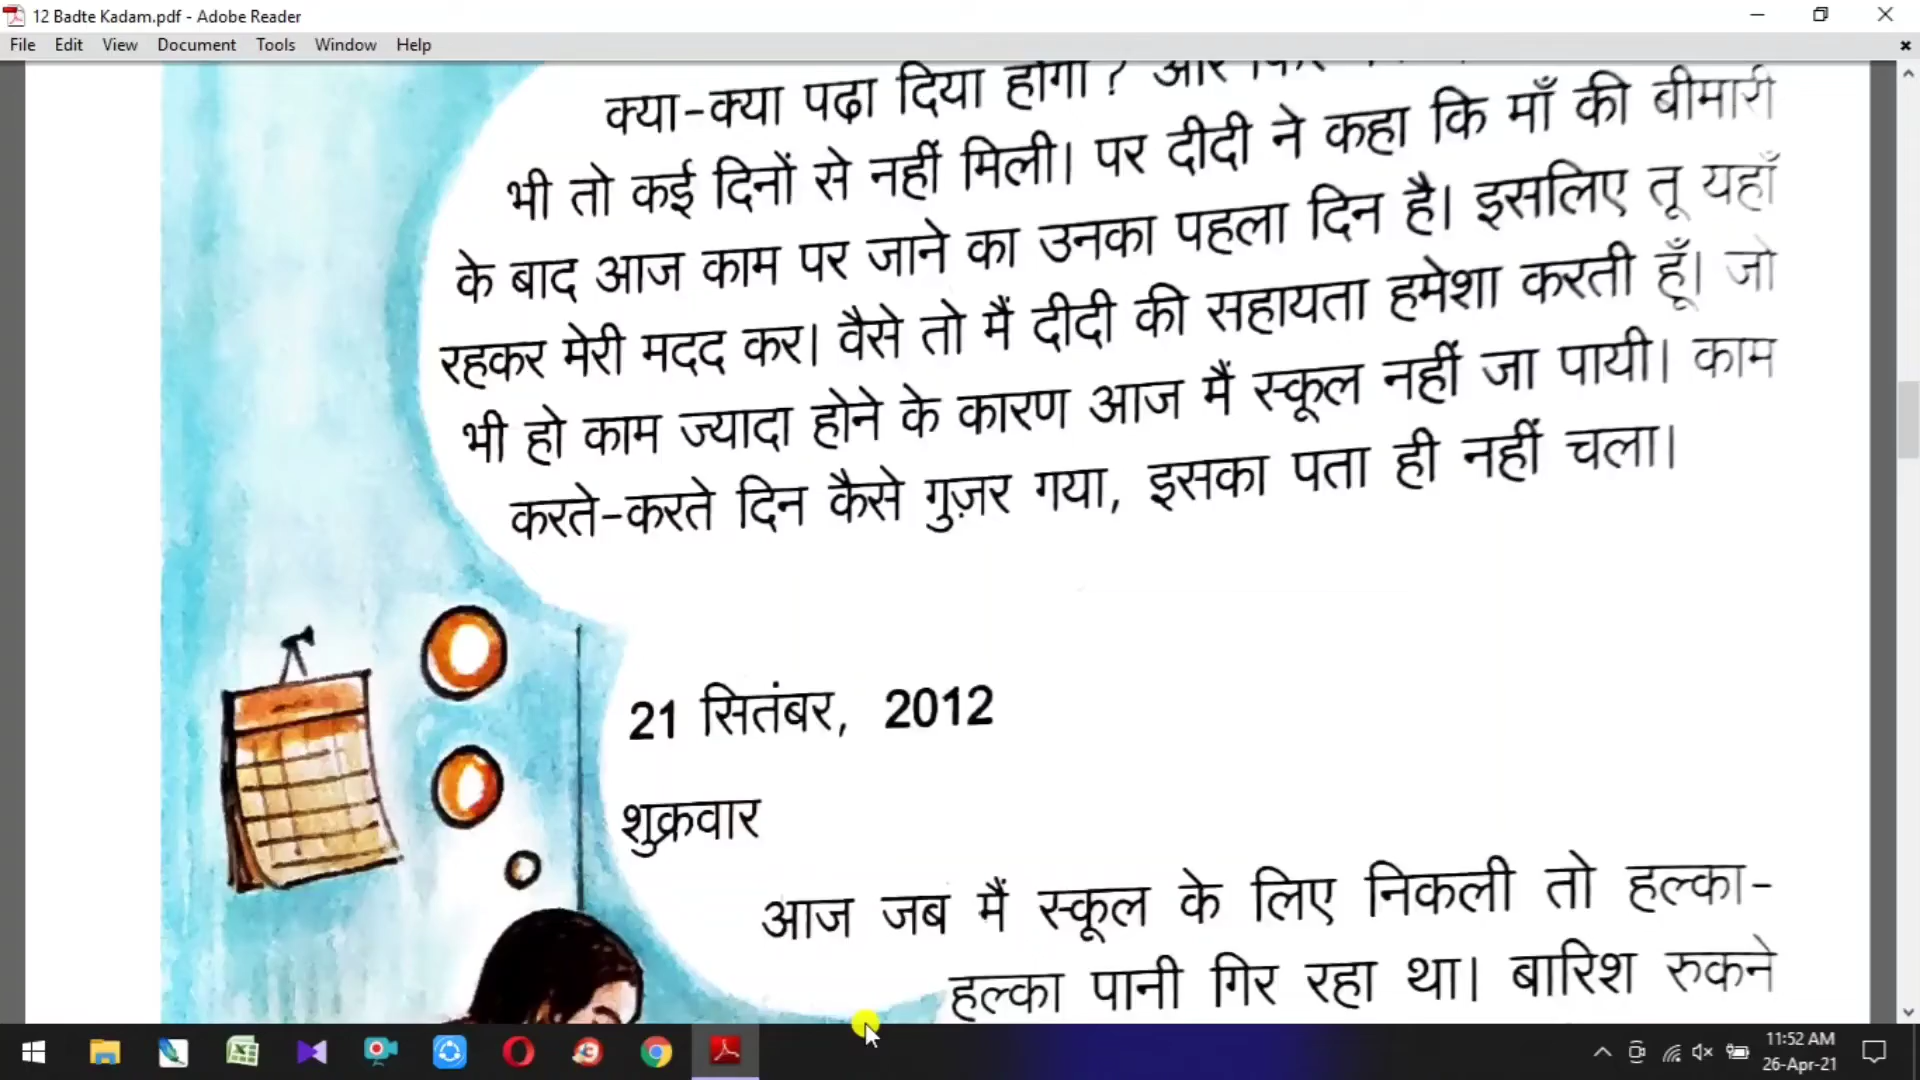 12 Badte Kadam.pdf - Adobe Reader
File Edit View Document Tools Window Help
क्या-क्या पढ़ा दिया होगा? और फिर
भी तो कई दिनों से नहीं मिली। पर दीदी ने कहा कि माँ की बीमारी
के बाद आज काम पर जाने का उनका पहला दिन है। इसलिए तू यहाँ
रहकर मेरी मदद कर। वैसे तो मैं दीदी की सहायता हमेशा करती हूँ। जो
भी हो काम ज्यादा होने के कारण आज मैं स्कूल नहीं जा पायी। काम
करते-करते दिन कैसे गुज़र गया, इसका पता ही नहीं चला।
21 सितंबर, 2012
शुक्रवार
आज जब मैं स्कूल के लिए निकली तो हल्का-
हल्का पानी गिर रहा था। बारिश रुकने
11:52 AM
26-Apr-21